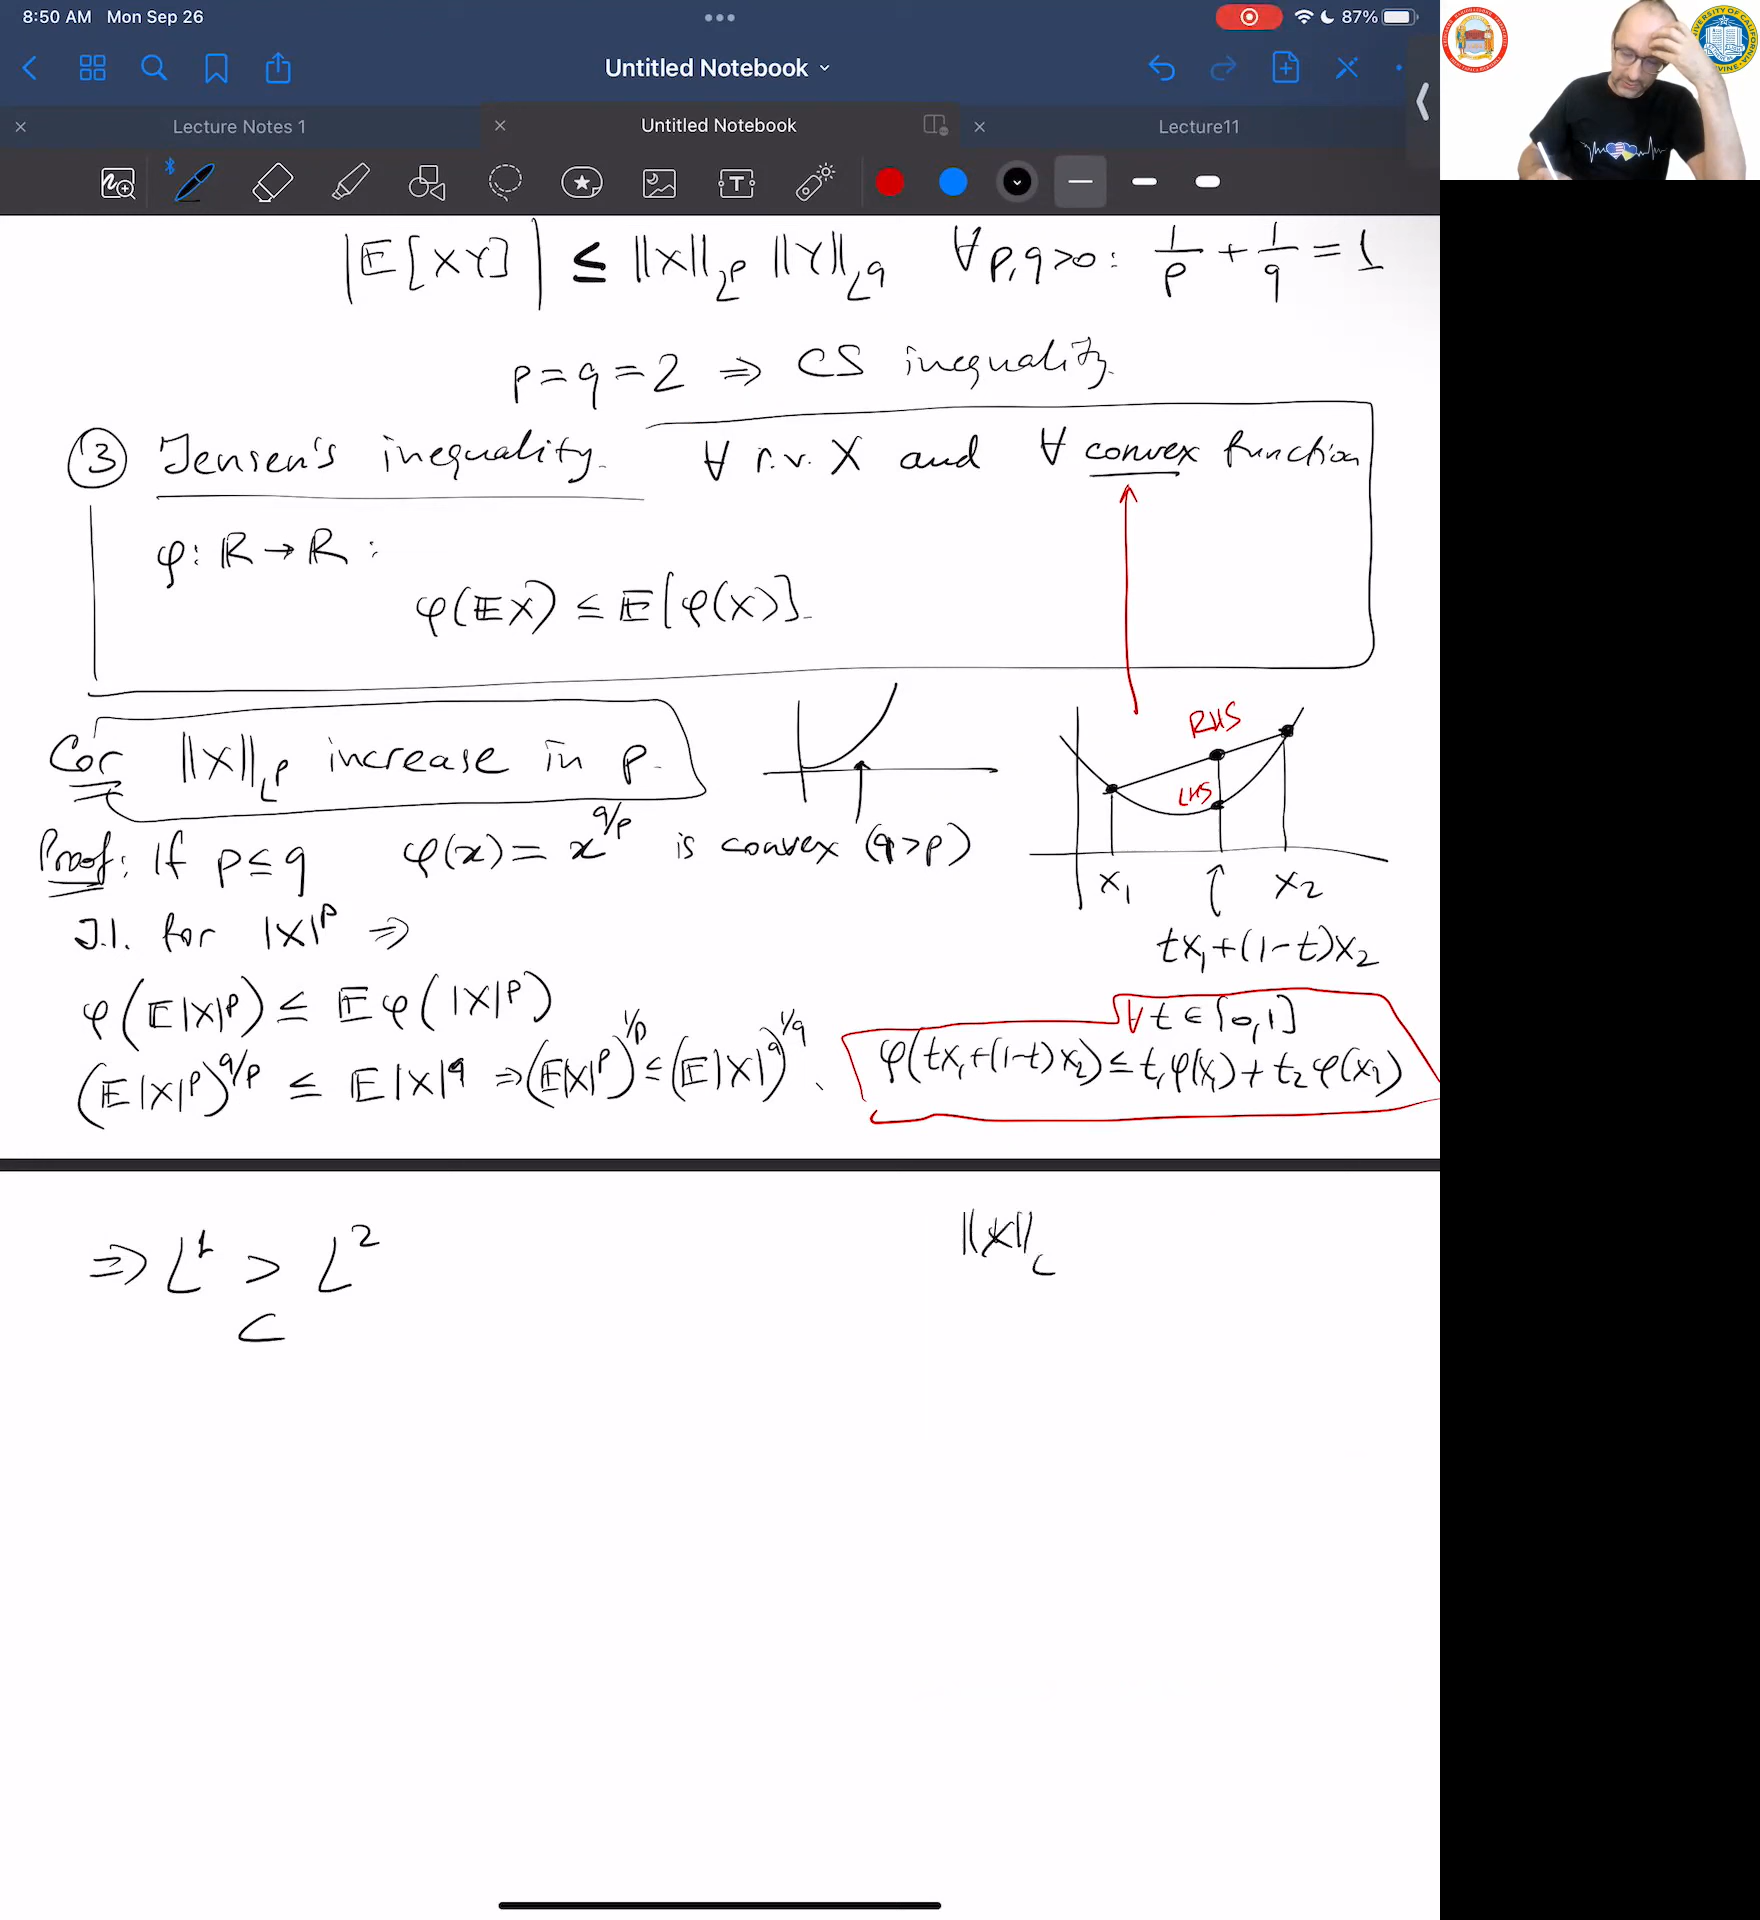 8:50 AM Mon Sep 26
87%
Untitled Notebook
Lecture Notes 1
Untitled Notebook
Lecture11
|E[XY]| ≤ ||X||_{L^p} ||Y||_{L^q} ∀p,q>0: 1/p + 1/q = 1
p=q=2 ⇒ CS inequality.
③ Jensen's inequality. ∀ r.v. X and ∀ convex function
φ: R → R :
φ(EX) ≤ E[φ(X)].
Cor ||X||_{L^p} increase in p.
RHS
LHS
Proof: If p≤q φ(x) = x^{q/p} is convex (q>p)
x₁ x₂
J.I. for |X|^p ⇒
tx₁+(1-t)x₂
φ(E|X|^p) ≤ Eφ(|X|^p)
∀ t ∈ [0,1]
(E|X|^p)^{q/p} ≤ E|X|^q ⇒ (E|X|^p)^{1/p} ≤ (E|X|^q)^{1/q}.
φ(tx₁+(1-t)x₂) ≤ t₁φ(x₁) + t₂φ(x₂)
⇒ L¹ > L²
⊂
||X||_L